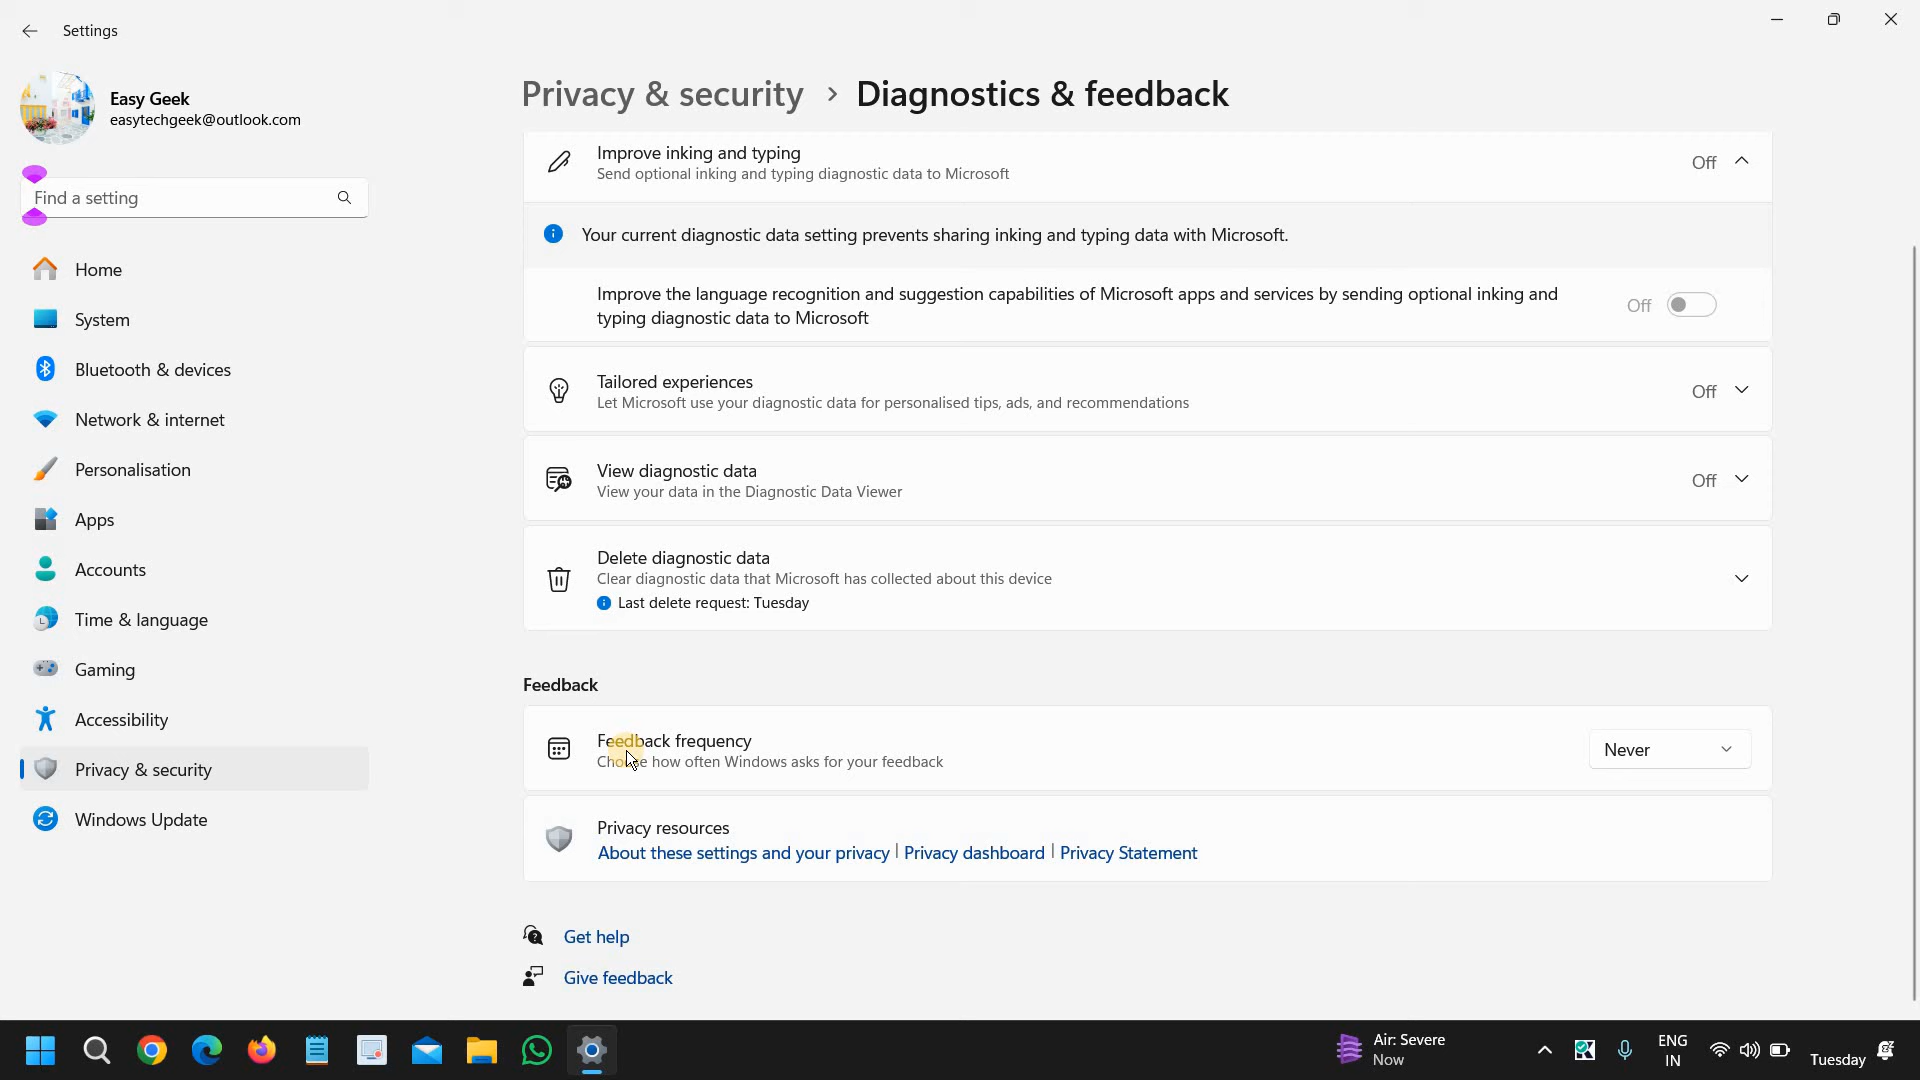 Settings
Easy Geek
easytechgeek@outlook.com
Find a setting
Home
System
Bluetooth & devices
Network & internet
Personalisation
Apps
Accounts
Time & language
Gaming
Accessibility
Privacy & security
Windows Update
Privacy & security > Diagnostics & feedback
Improve inking and typing
Send optional inking and typing diagnostic data to Microsoft
Off
Your current diagnostic data setting prevents sharing inking and typing data with Microsoft.
Improve the language recognition and suggestion capabilities of Microsoft apps and services by sending optional inking and
typing diagnostic data to Microsoft
Off
Tailored experiences
Let Microsoft use your diagnostic data for personalised tips, ads, and recommendations
Off
View diagnostic data
View your data in the Diagnostic Data Viewer
Off
Delete diagnostic data
Clear diagnostic data that Microsoft has collected about this device
Last delete request: Tuesday
Feedback
Feedback frequency
Choose how often Windows asks for your feedback
Never
Privacy resources
About these settings and your privacy | Privacy dashboard | Privacy Statement
Get help
Give feedback
Air: Severe
Now
ENG
IN
Tuesday